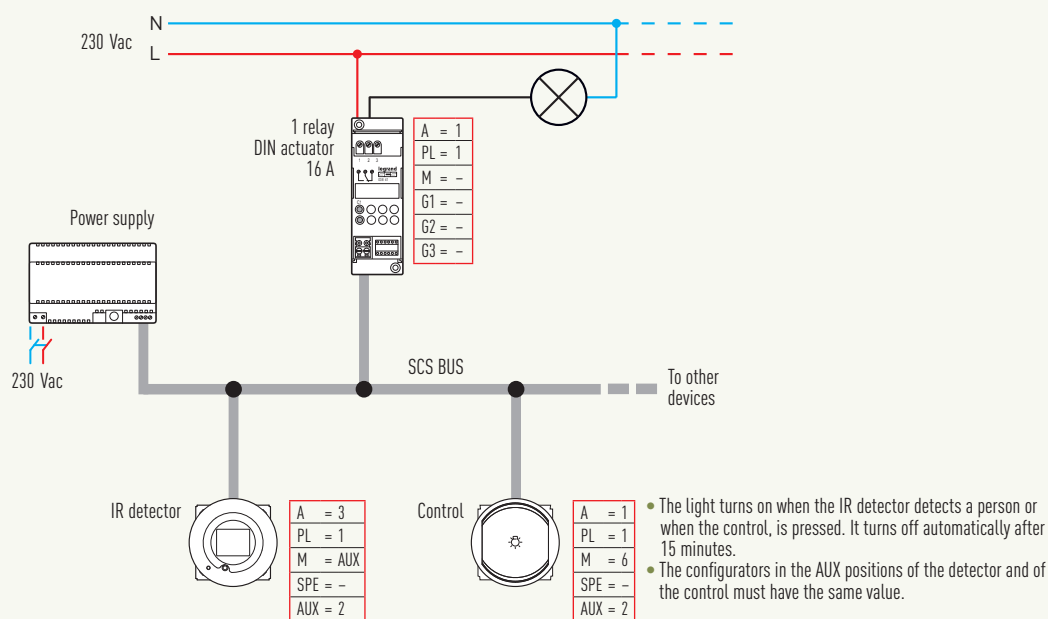 N
230 Vac
L
1 relay
DIN actuator
16 A
A = 1
PL = 1
M = –
G1 = –
G2 = –
G3 = –
1 2 3
legrand
Power supply
230 Vac
SCS BUS
To other
devices
IR detector
A = 3
PL = 1
M = AUX
SPE = –
AUX = 2
Control
A = 1
PL = 1
M = 6
SPE = –
AUX = 2
• The light turns on when the IR detector detects a person or
when the control, is pressed. It turns off automatically after
15 minutes.
• The configurators in the AUX positions of the detector and of
the control must have the same value.